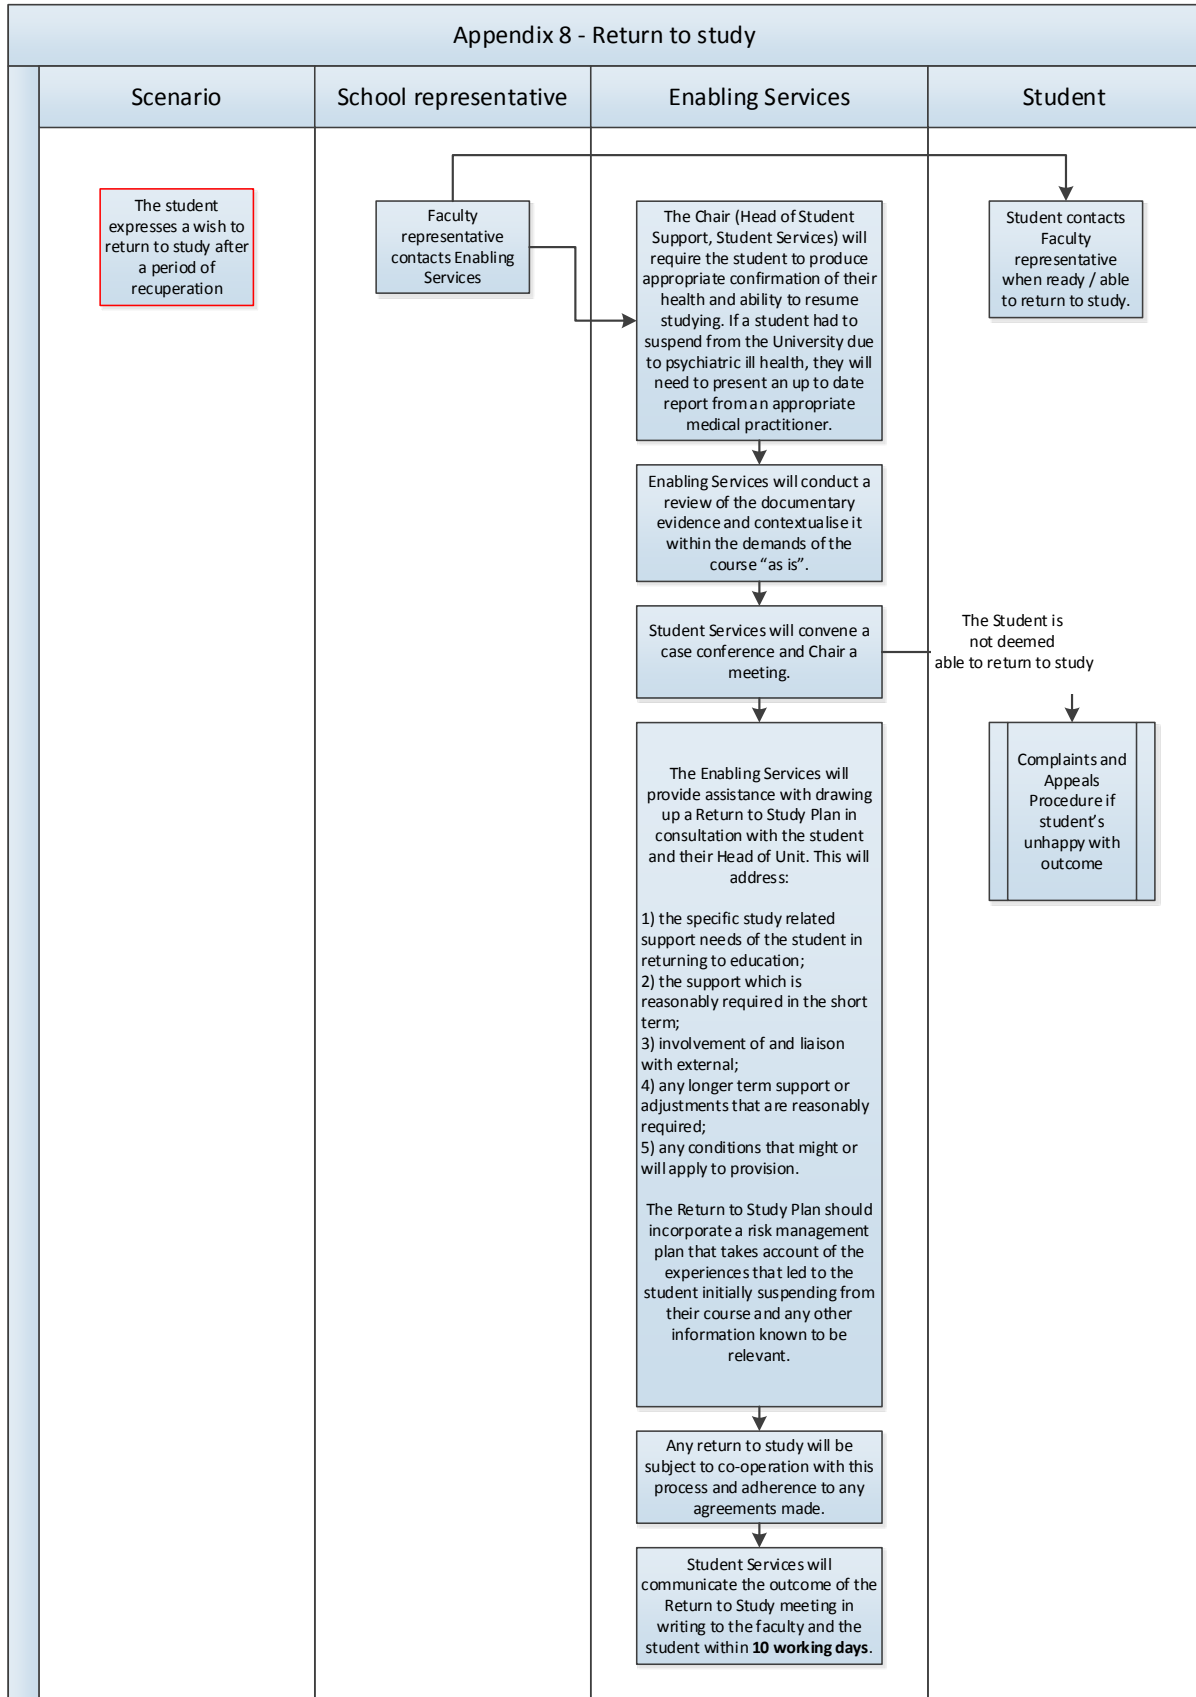 Appendix 8 - Return to study
Scenario
School representative
Enabling Services
Student
The student
expresses a wish to
return to study after
a period of
recuperation
Faculty
representative
contacts Enabling
Services
The Chair (Head of Student
Support, Student Services) will
require the student to produce
appropriate confirmation of their
health and ability to resume
studying. If a student had to
suspend from the University due
to psychiatric ill health, they will
need to present an up to date
report from an appropriate
medical practitioner.
Student contacts
Faculty
representative
when ready / able
to return to study.
Enabling Services will conduct a
review of the documentary
evidence and contextualise it
within the demands of the
course “as is”.
Student Services will convene a
case conference and Chair a
meeting.
The Student is
not deemed
able to return to study
Complaints and
Appeals
Procedure if
student’s
unhappy with
outcome
The Enabling Services will
provide assistance with drawing
up a Return to Study Plan in
consultation with the student
and their Head of Unit. This will
address:
1) the specific study related
support needs of the student in
returning to education;
2) the support which is
reasonably required in the short
term;
3) involvement of and liaison
with external;
4) any longer term support or
adjustments that are reasonably
required;
5) any conditions that might or
will apply to provision.
The Return to Study Plan should
incorporate a risk management
plan that takes account of the
experiences that led to the
student initially suspending from
their course and any other
information known to be
relevant.
Any return to study will be
subject to co-operation with this
process and adherence to any
agreements made.
Student Services will
communicate the outcome of the
Return to Study meeting in
writing to the faculty and the
student within 10 working days.